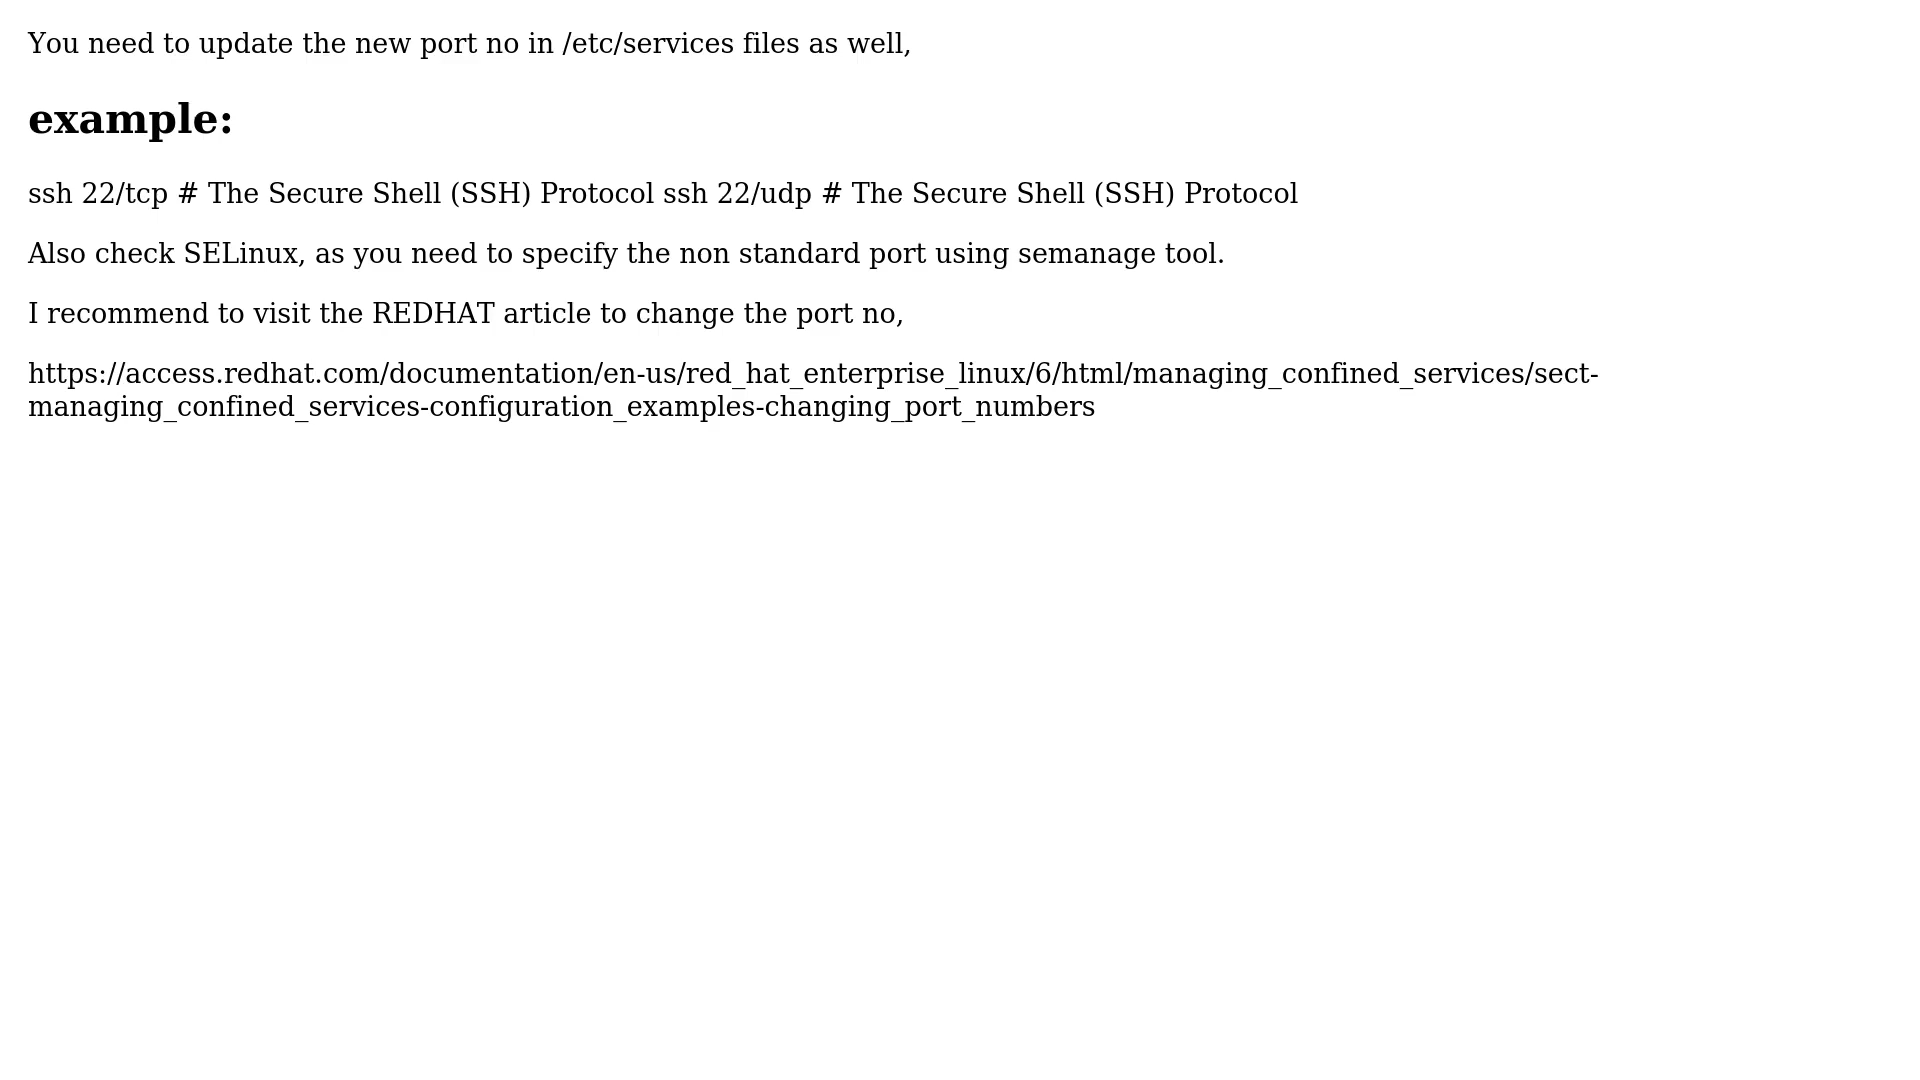 You need to update the new port no in /etc/services files as well,
example:
ssh 22/tcp # The Secure Shell (SSH) Protocol ssh 22/udp # The Secure Shell (SSH) Protocol
Also check SELinux, as you need to specify the non standard port using semanage tool.
I recommend to visit the REDHAT article to change the port no,
https://access.redhat.com/documentation/en-us/red_hat_enterprise_linux/6/html/managing_confined_services/sect-
managing_confined_services-configuration_examples-changing_port_numbers